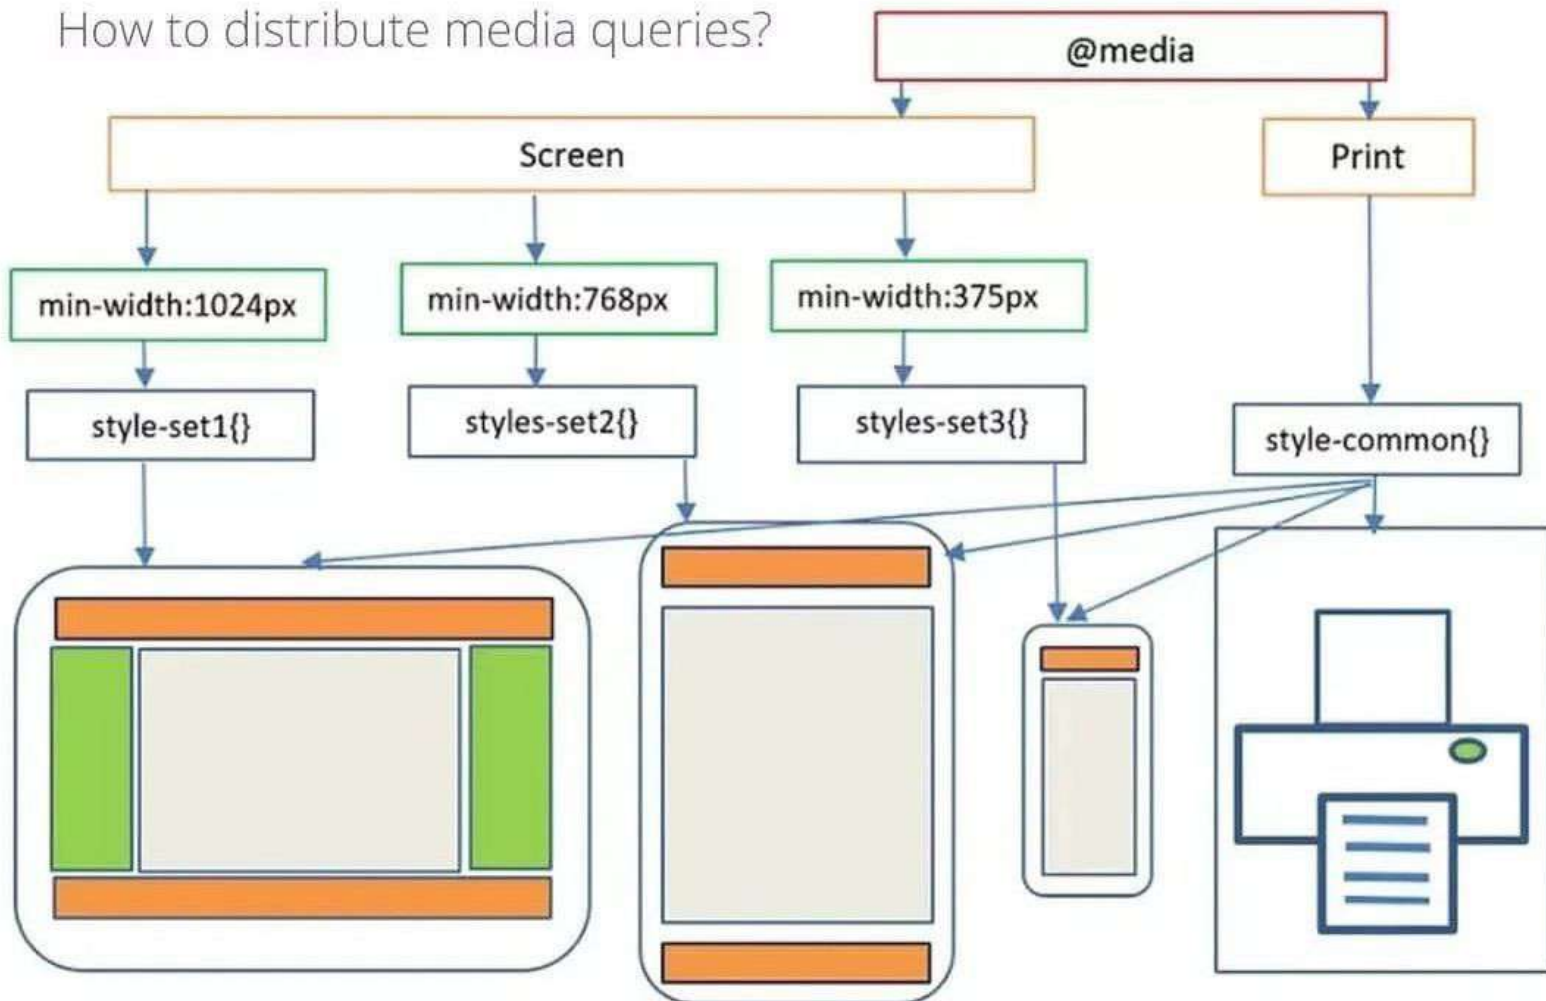 How to distribute media queries?
@media
Screen
Print
min-width:1024px
min-width:768px
min-width:375px
style-set1{}
styles-set2{}
styles-set3{}
style-common{}